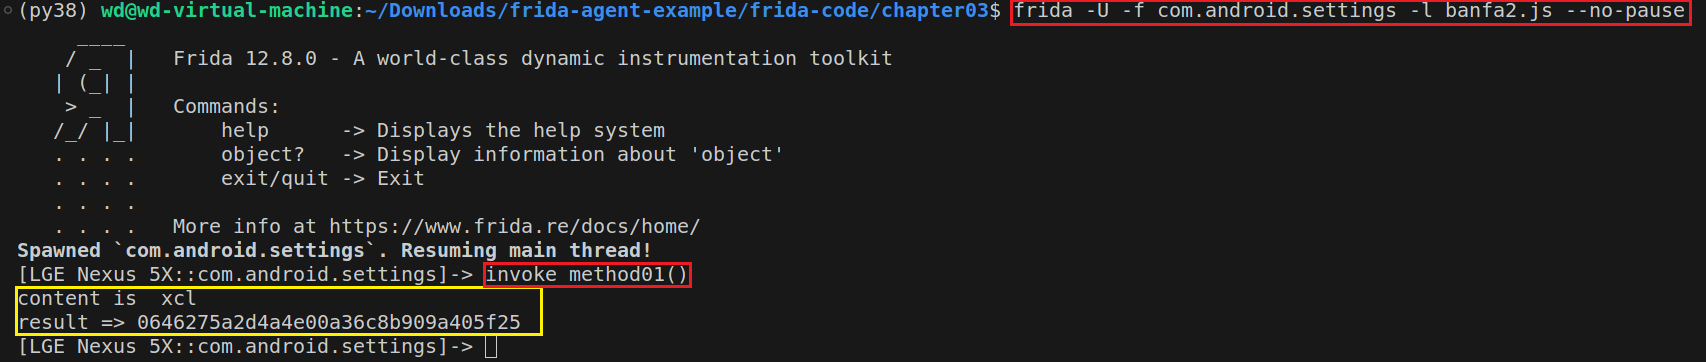 (py38) wd@wd-virtual-machine:~/Downloads/frida-agent-example/frida-code/chapter03$ frida -U -f com.android.settings -l banfa2.js --no-pause
     ____
    / _  |   Frida 12.8.0 - A world-class dynamic instrumentation toolkit
   | (_| |
    > _  |   Commands:
   /_/ |_|       help      -> Displays the help system
   . . . .       object?   -> Display information about 'object'
   . . . .       exit/quit -> Exit
   . . . .
   . . . .   More info at https://www.frida.re/docs/home/
Spawned `com.android.settings`. Resuming main thread!
[LGE Nexus 5X::com.android.settings]-> invoke method01()
content is  xcl
result => 0646275a2d4a4e00a36c8b909a405f25
[LGE Nexus 5X::com.android.settings]->